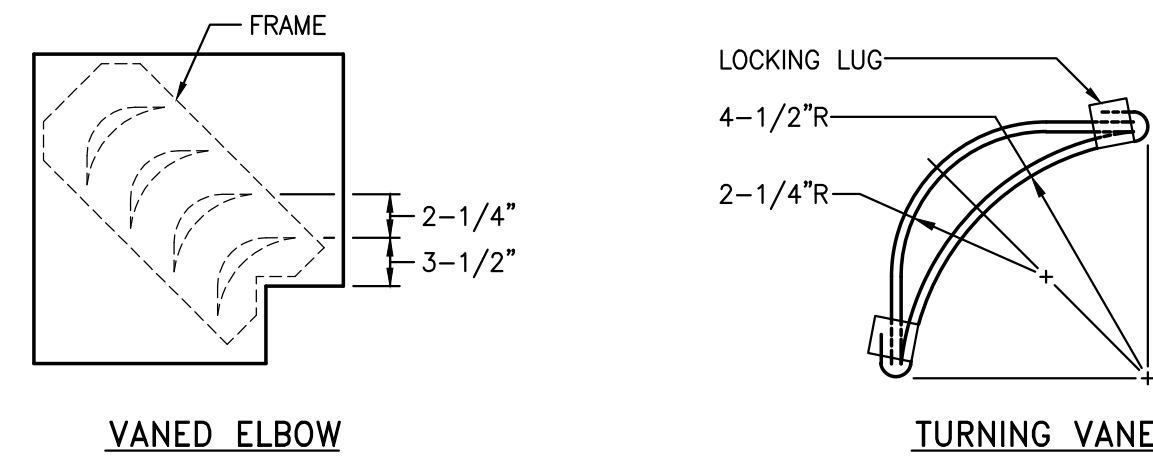 FRAME
2-1/4"
3-1/2"
VANED ELBOW
LOCKING LUG
4-1/2"R
2-1/4"R
TURNING VANE